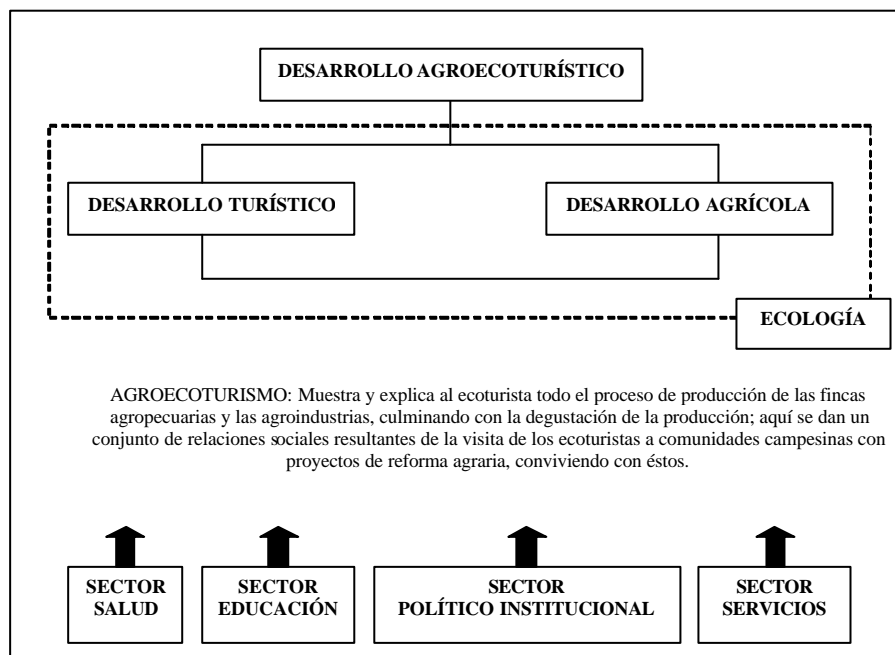 DESARROLLO AGROECOTURÍSTICO
DESARROLLO TURÍSTICO
DESARROLLO AGRÍCOLA
ECOLOGÍA
AGROECOTURISMO: Muestra y explica al ecoturista todo el proceso de producción de las fincas
agropecuarias y las agroindustrias, culminando con la degustación de la producción; aquí se dan un
conjunto de relaciones sociales resultantes de la visita de los ecoturistas a comunidades campesinas con
proyectos de reforma agraria, conviviendo con éstos.
SECTOR
SALUD
SECTOR
EDUCACIÓN
SECTOR
POLÍTICO INSTITUCIONAL
SECTOR
SERVICIOS